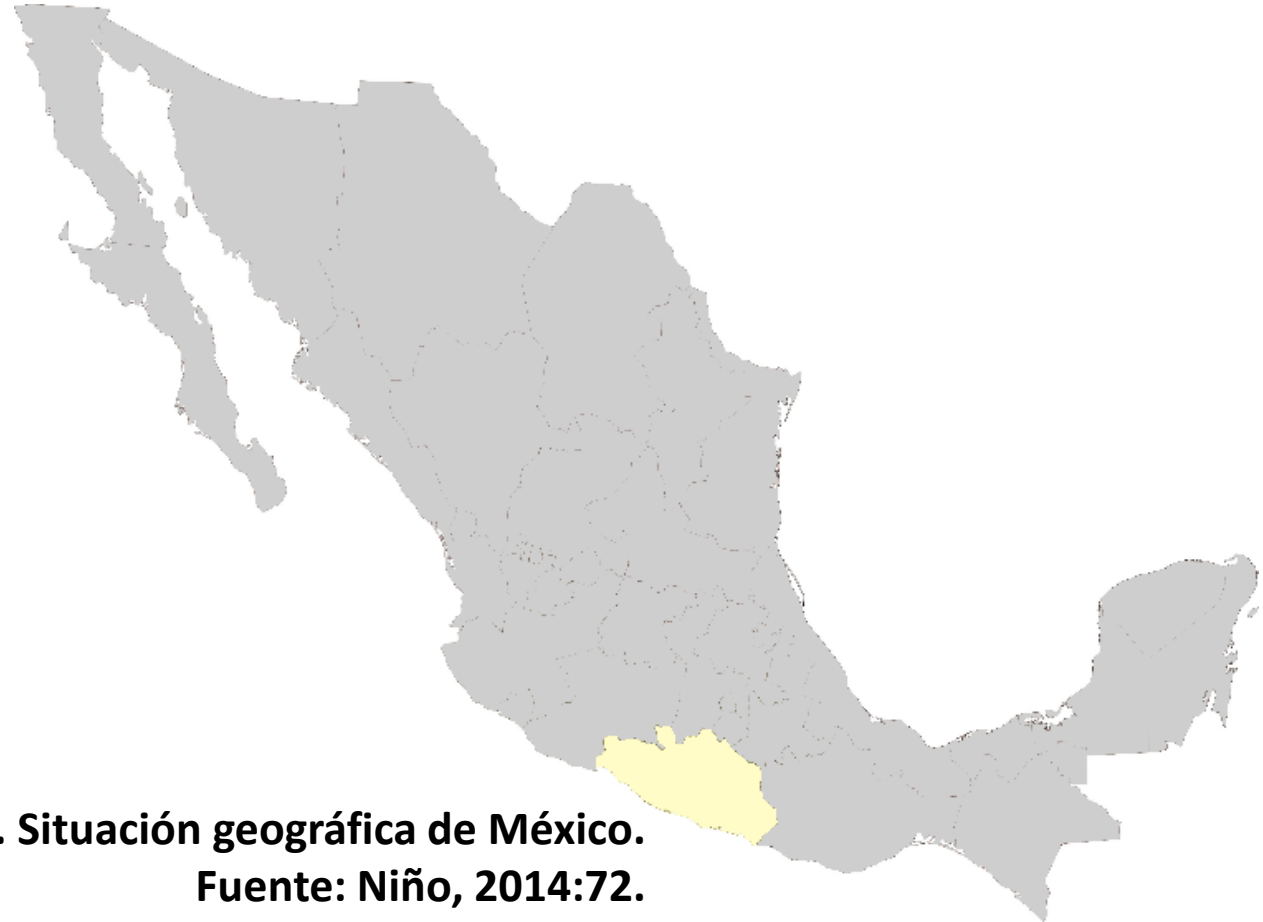 . Situación geográfica de México.
Fuente: Niño, 2014:72.